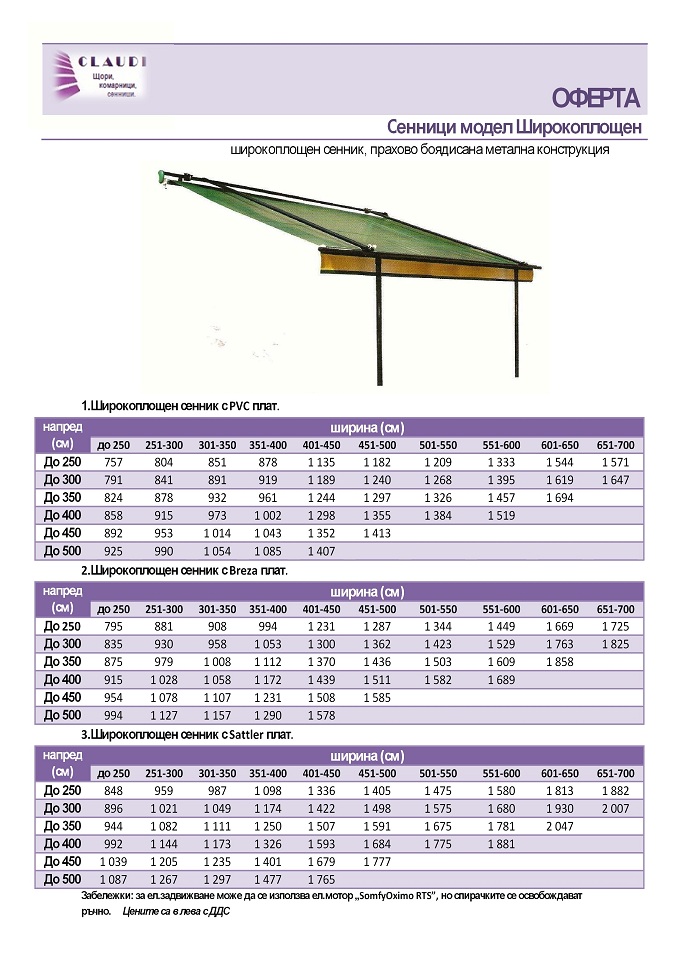 CLAUDI
Щори,
комарници,
сенници.
ОФЕРТА
Сенници модел Широкоплощен
широкоплощен сенник, прахово боядисана метална конструкция
1.Широкоплощен сенник с PVC плат.
напред (см) ширина (см)
до 250 251-300 301-350 351-400 401-450 451-500 501-550 551-600 601-650 651-700
До 250 757 804 851 878 1 135 1 182 1 209 1 333 1 544 1 571
До 300 791 841 891 919 1 189 1 240 1 268 1 395 1 619 1 647
До 350 824 878 932 961 1 244 1 297 1 326 1 457 1 694
До 400 858 915 973 1 002 1 298 1 355 1 384 1 519
До 450 892 953 1 014 1 043 1 352 1 413
До 500 925 990 1 054 1 085 1 407
2.Широкоплощен сенник с Breza плат.
напред (см) ширина (см)
до 250 251-300 301-350 351-400 401-450 451-500 501-550 551-600 601-650 651-700
До 250 795 881 908 994 1 231 1 287 1 344 1 449 1 669 1 725
До 300 835 930 958 1 053 1 300 1 362 1 423 1 529 1 763 1 825
До 350 875 979 1 008 1 112 1 370 1 436 1 503 1 609 1 858
До 400 915 1 028 1 058 1 172 1 439 1 511 1 582 1 689
До 450 954 1 078 1 107 1 231 1 508 1 585
До 500 994 1 127 1 157 1 290 1 578
3.Широкоплощен сенник с Sattler плат.
напред (см) ширина (см)
до 250 251-300 301-350 351-400 401-450 451-500 501-550 551-600 601-650 651-700
До 250 848 959 987 1 098 1 336 1 405 1 475 1 580 1 813 1 882
До 300 896 1 021 1 049 1 174 1 422 1 498 1 575 1 680 1 930 2 007
До 350 944 1 082 1 111 1 250 1 507 1 591 1 675 1 781 2 047
До 400 992 1 144 1 173 1 326 1 593 1 684 1 775 1 881
До 450 1 039 1 205 1 235 1 401 1 679 1 777
До 500 1 087 1 267 1 297 1 477 1 765
Забележки: за ел.задвижване може да се използва ел.мотор „SomfyOximo RTS”, но спирачките се освобождават
ръчно. Цените са в лева с ДДС